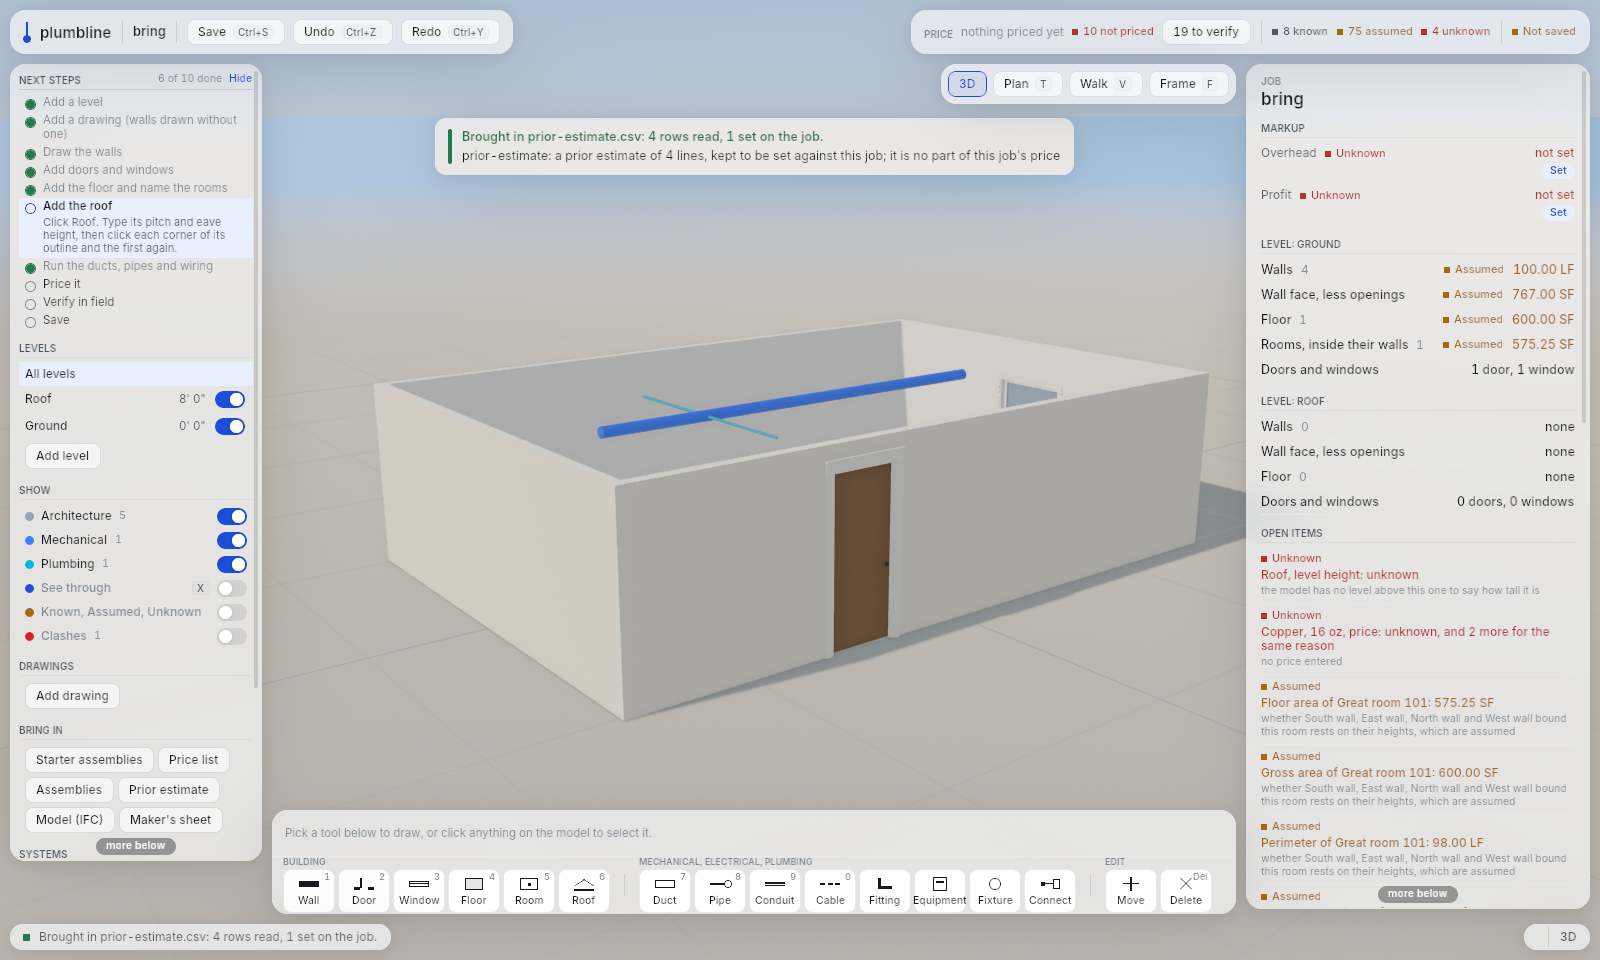 plumbline
bring
Save Ctrl+S
Undo Ctrl+Z
Redo Ctrl+Y
PRICE nothing priced yet 10 not priced 19 to verify 8 known 75 assumed 4 unknown Not saved
3D
Plan T
Walk V
Frame F
NEXT STEPS 6 of 10 done Hide
Add a level
Add a drawing (walls drawn without
one)
Draw the walls
Add doors and windows
Add the floor and name the rooms
Add the roof
Click Roof. Type its pitch and eave
height, then click each corner of its
outline and the first again.
Run the ducts, pipes and wiring
Price it
Verify in field
Save
LEVELS
All levels
Roof 8' 0"
Ground 0' 0"
Add level
SHOW
Architecture 5
Mechanical 1
Plumbing 1
See through X
Known, Assumed, Unknown
Clashes 1
DRAWINGS
Add drawing
BRING IN
Starter assemblies Price list
Assemblies Prior estimate
Model (IFC) Maker's sheet
more below
SYSTEMS
Brought in prior-estimate.csv: 4 rows read, 1 set on the job.
prior-estimate: a prior estimate of 4 lines, kept to be set against this job; it is no part of this job's price
JOB
bring
MARKUP
Overhead Unknown not set
Set
Profit Unknown not set
Set
LEVEL: GROUND
Walls 4 Assumed 100.00 LF
Wall face, less openings Assumed 767.00 SF
Floor 1 Assumed 600.00 SF
Rooms, inside their walls 1 Assumed 575.25 SF
Doors and windows 1 door, 1 window
LEVEL: ROOF
Walls 0 none
Wall face, less openings none
Floor 0 none
Doors and windows 0 doors, 0 windows
OPEN ITEMS
Unknown
Roof, level height: unknown
the model has no level above this one to say how tall it is
Unknown
Copper, 16 oz, price: unknown, and 2 more for the
same reason
no price entered
Assumed
Floor area of Great room 101: 575.25 SF
whether South wall, East wall, North wall and West wall bound
this room rests on their heights, which are assumed
Assumed
Gross area of Great room 101: 600.00 SF
whether South wall, East wall, North wall and West wall bound
this room rests on their heights, which are assumed
Assumed
Perimeter of Great room 101: 98.00 LF
whether South wall, East wall, North wall and West wall bound
this room rests on their heights, which are assumed
Assumed
more below
Pick a tool below to draw, or click anything on the model to select it.
BUILDING
1 Wall
2 Door
3 Window
4 Floor
5 Room
6 Roof
MECHANICAL, ELECTRICAL, PLUMBING
7 Duct
8 Pipe
9 Conduit
0 Cable
Fitting
Equipment
Fixture
Connect
EDIT
Move
Del Delete
Brought in prior-estimate.csv: 4 rows read, 1 set on the job.
3D